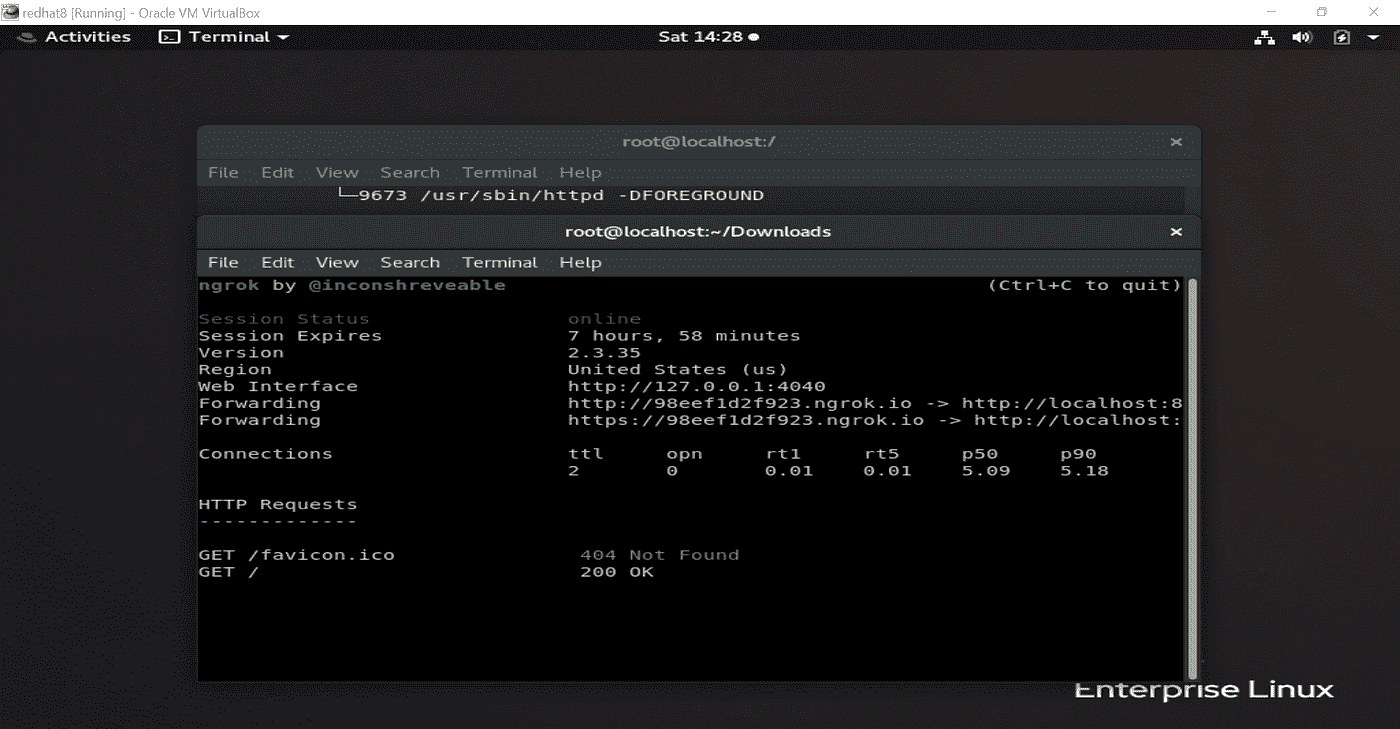 redhat8 [Running] - Oracle VM VirtualBox
Activities Terminal Sat 14:28
root@localhost:/
File Edit View Search Terminal Help
└─9673 /usr/sbin/httpd -DFOREGROUND
root@localhost:~/Downloads
File Edit View Search Terminal Help
ngrok by @inconshreveable (Ctrl+C to quit)
Session Status online
Session Expires 7 hours, 58 minutes
Version 2.3.35
Region United States (us)
Web Interface http://127.0.0.1:4040
Forwarding http://98eef1d2f923.ngrok.io -> http://localhost:8
Forwarding https://98eef1d2f923.ngrok.io -> http://localhost:
Connections ttl opn rt1 rt5 p50 p90
2 0 0.01 0.01 5.09 5.18
HTTP Requests
-------------
GET /favicon.ico 404 Not Found
GET / 200 OK
Enterprise Linux